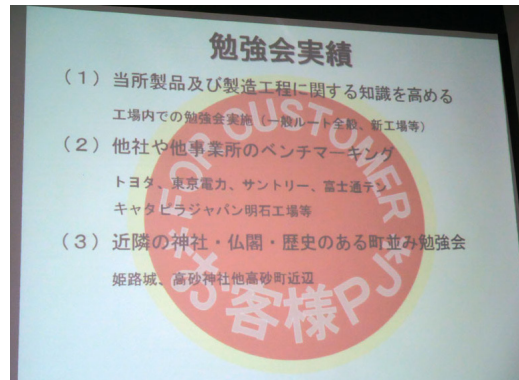 勉強会実績
（１）当所製品及び製造工程に関する知識を高める
工場内での勉強会実施（一般ルート全般、新工場等）
（２）他社や他事業所のベンチマーキング
トヨタ、東京電力、サントリー、富士通テン
キャタピラジャパン明石工場等
（３）近隣の神社・仏閣・歴史のある町並み勉強会
姫路城、高砂神社他高砂町近辺
FOR CUSTOMER
客様PJ